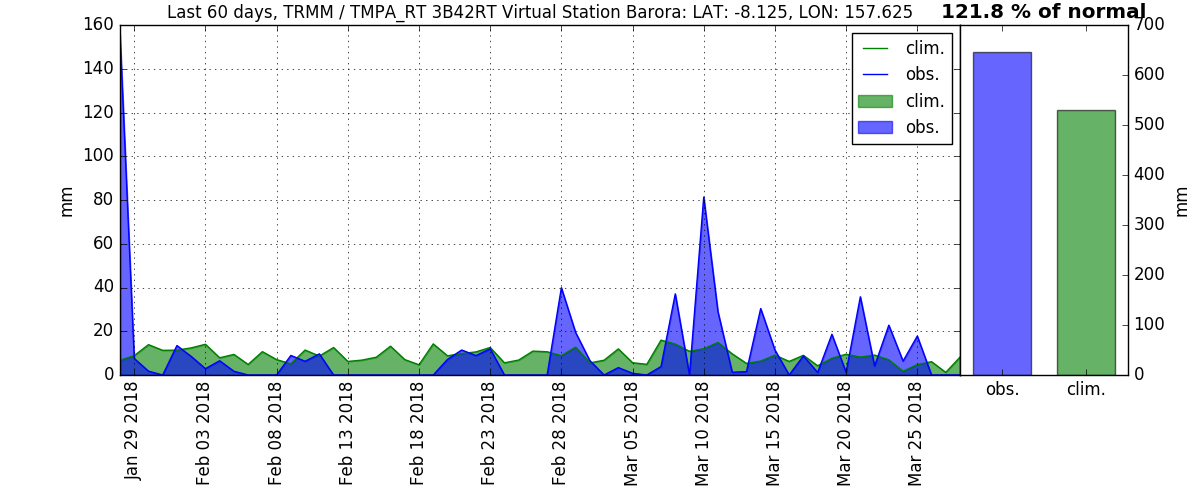 Last 60 days, TRMM / TMPA_RT 3B42RT Virtual Station Barora: LAT: -8.125, LON: 157.625
121.8 % of normal
160
140
120
100
80
60
40
20
0
mm
clim.
obs.
clim.
obs.
700
600
500
400
300
200
100
0
mm
obs.
clim.
Jan 29 2018
Feb 03 2018
Feb 08 2018
Feb 13 2018
Feb 18 2018
Feb 23 2018
Feb 28 2018
Mar 05 2018
Mar 10 2018
Mar 15 2018
Mar 20 2018
Mar 25 2018